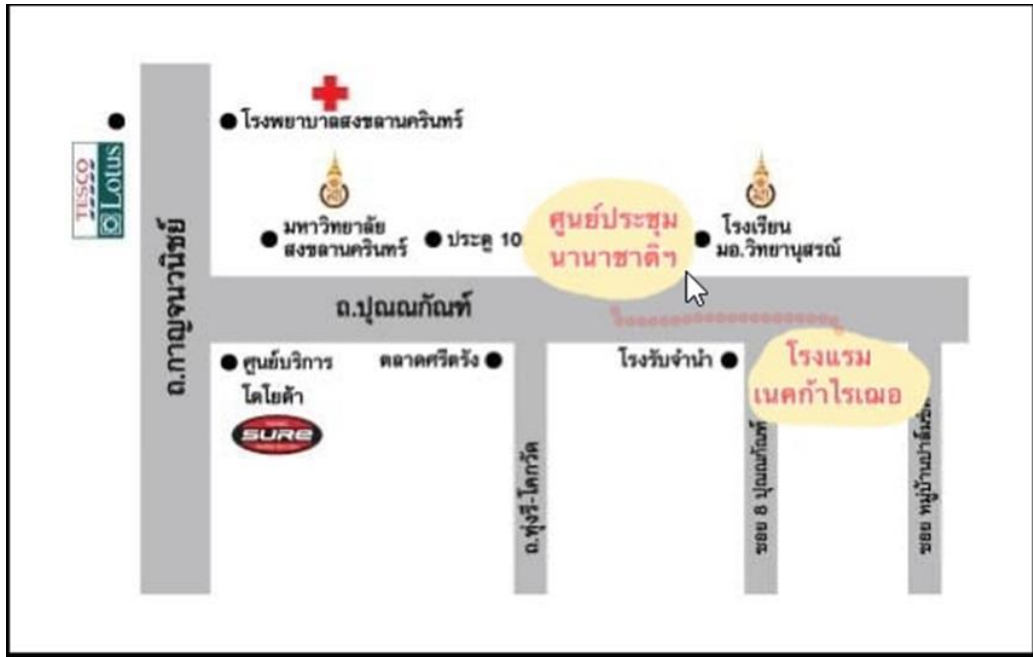 โรงพยาบาลสงขลานครินทร์
TESCO
Lotus
มหาวิทยาลัย
สงขลานครินทร์
ประตู 10
ศูนย์ประชุม
นานาชาติฯ
โรงเรียน
มอ.วิทยานุสรณ์
ถ.กาญจนวนิชย์
ถ.ปุณณกัณฑ์
ศูนย์บริการ
โตโยต้า
SURE
ตลาดศรีตรัง
โรงรับจำนำ
โรงแรม
เนคก้าไรเฌอ
ถ.ทุ่งรี-โคกวัด
ซอย 8 ปุณณกัณฑ์
ซอย หมู่บ้านปาล์มซิตี้